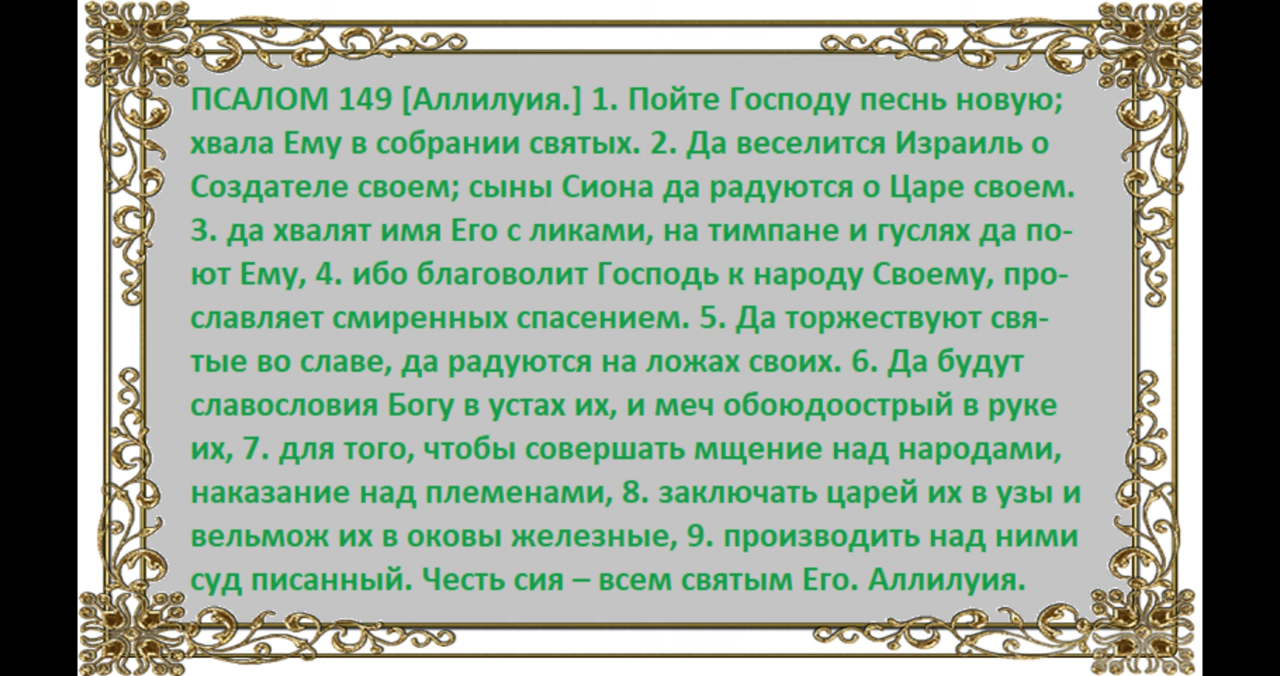 ПСАЛОМ 149 [Аллилуия.] 1. Пойте Господу песнь новую;
хвала Ему в собрании святых. 2. Да веселится Израиль о
Создателе своем; сыны Сиона да радуются о Царе своем.
3. да хвалят имя Его с ликами, на тимпане и гуслях да по-
ют Ему, 4. ибо благоволит Господь к народу Своему, про-
славляет смиренных спасением. 5. Да торжествуют свя-
тые во славе, да радуются на ложах своих. 6. Да будут
славословия Богу в устах их, и меч обоюдоострый в руке
их, 7. для того, чтобы совершать мщение над народами,
наказание над племенами, 8. заключать царей их в узы и
вельмож их в оковы железные, 9. производить над ними
суд писанный. Честь сия – всем святым Его. Аллилуия.